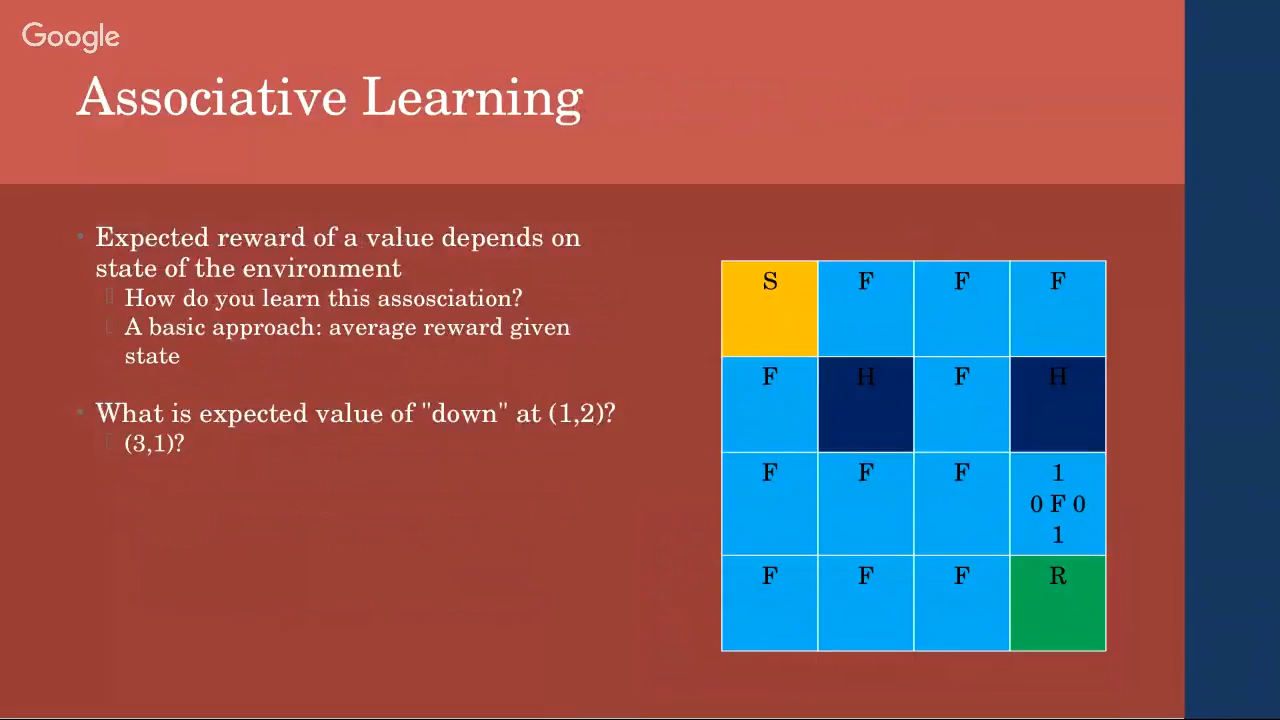 Google
Associative Learning
Expected reward of a value depends on
state of the environment
How do you learn this assosciation?
A basic approach: average reward given
state
What is expected value of "down" at (1,2)?
(3,1)?
S F F F
F H F H
F F F 1
0 F 0
1
F F F R